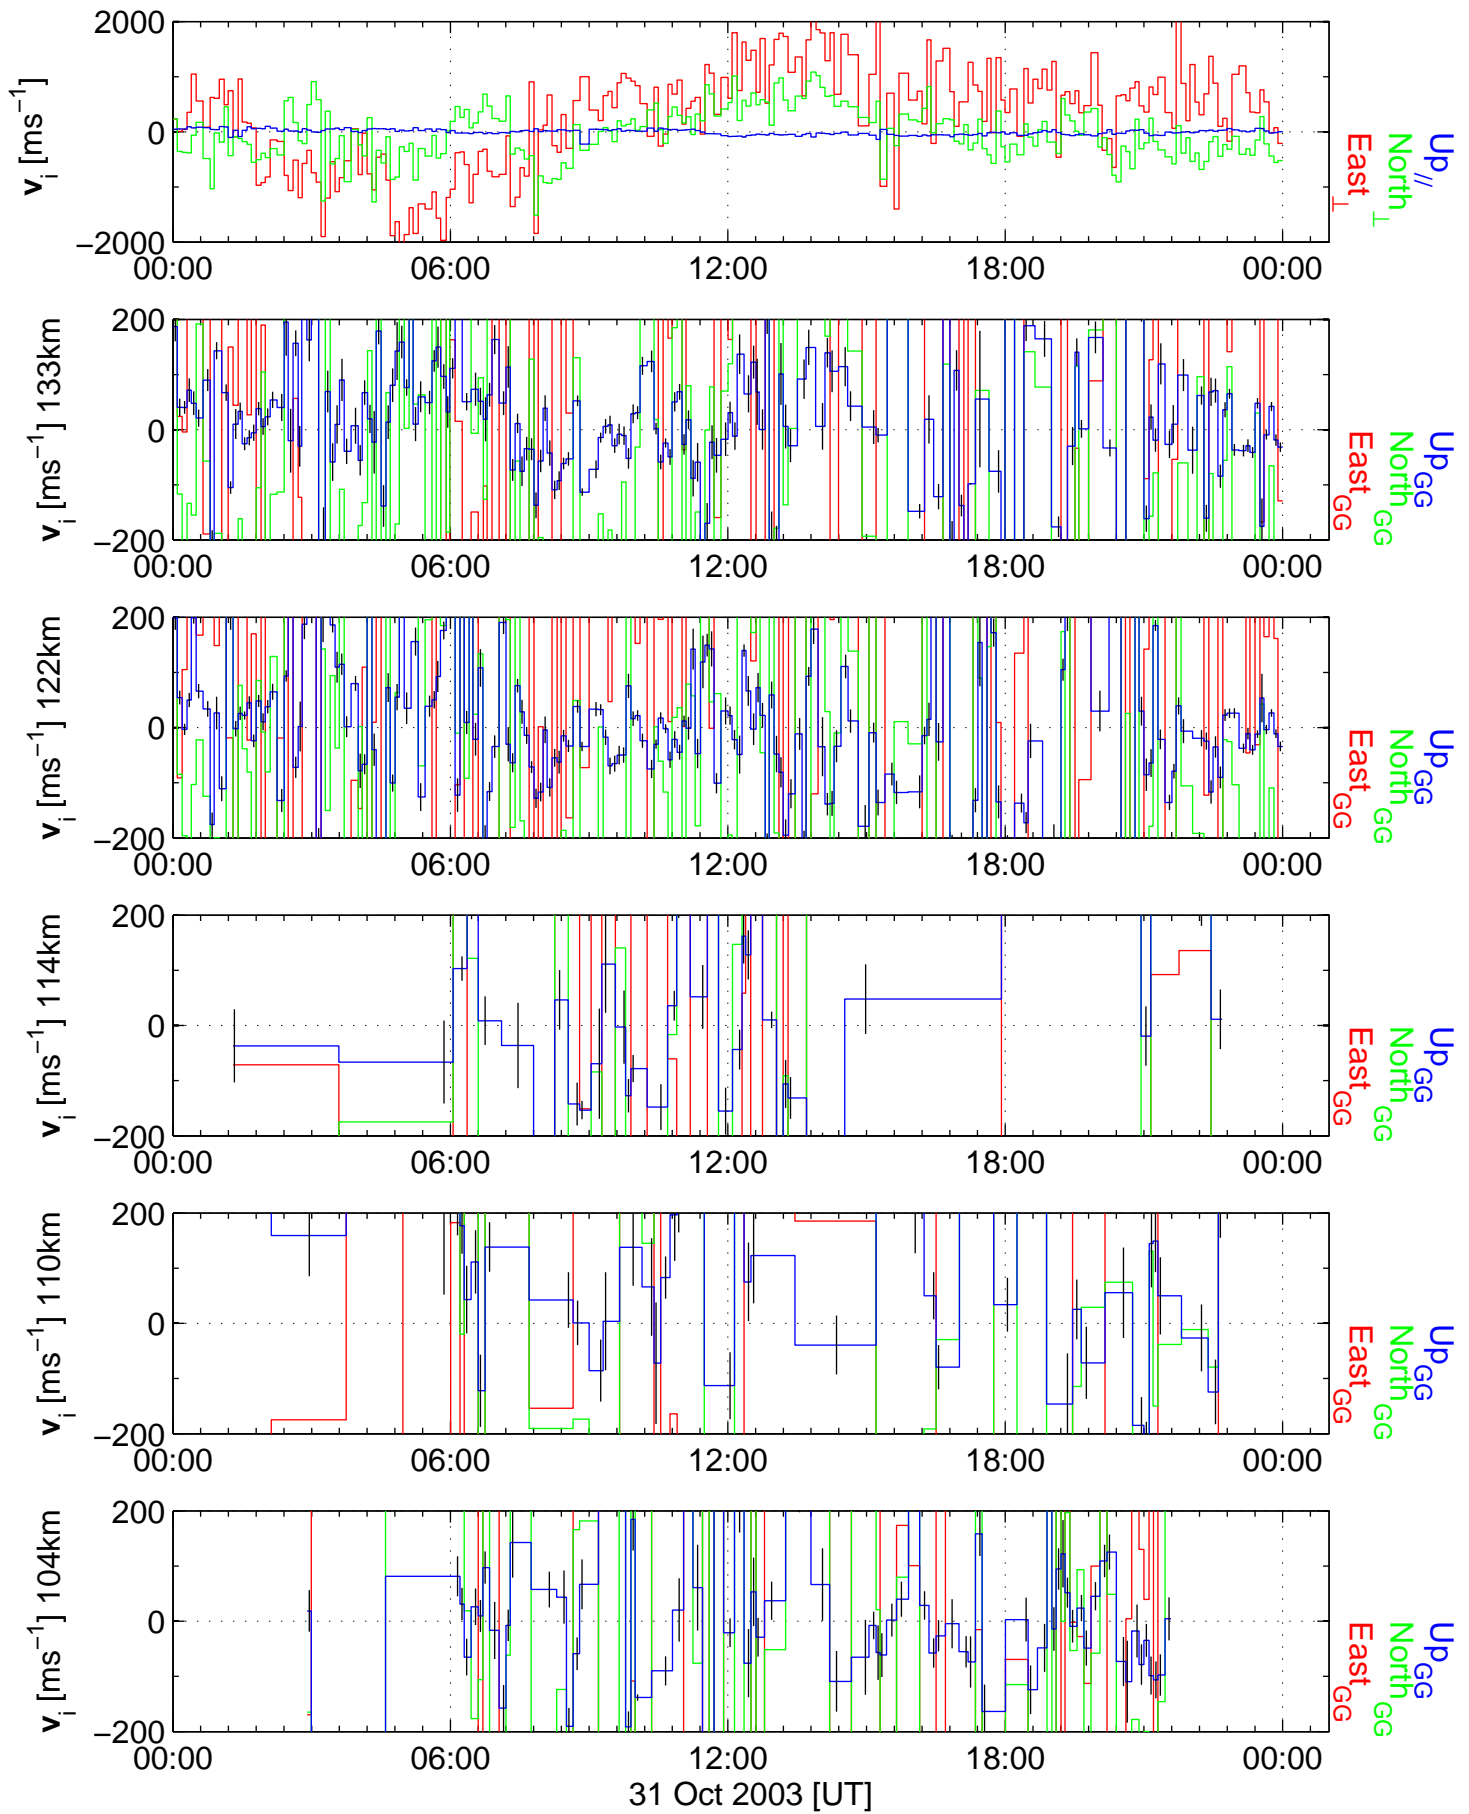 2000
0
−2000
v_i [ms^−1]
00:00 06:00 12:00 18:00 00:00
Up_//
North_⊥
East_⊥
200
0
−200
v_i [ms^−1] 133km
00:00 06:00 12:00 18:00 00:00
Up_GG
North_GG
East_GG
200
0
−200
v_i [ms^−1] 122km
00:00 06:00 12:00 18:00 00:00
Up_GG
North_GG
East_GG
200
0
−200
v_i [ms^−1] 114km
00:00 06:00 12:00 18:00 00:00
Up_GG
North_GG
East_GG
200
0
−200
v_i [ms^−1] 110km
00:00 06:00 12:00 18:00 00:00
Up_GG
North_GG
East_GG
200
0
−200
v_i [ms^−1] 104km
00:00 06:00 12:00 18:00 00:00
Up_GG
North_GG
East_GG
31 Oct 2003 [UT]